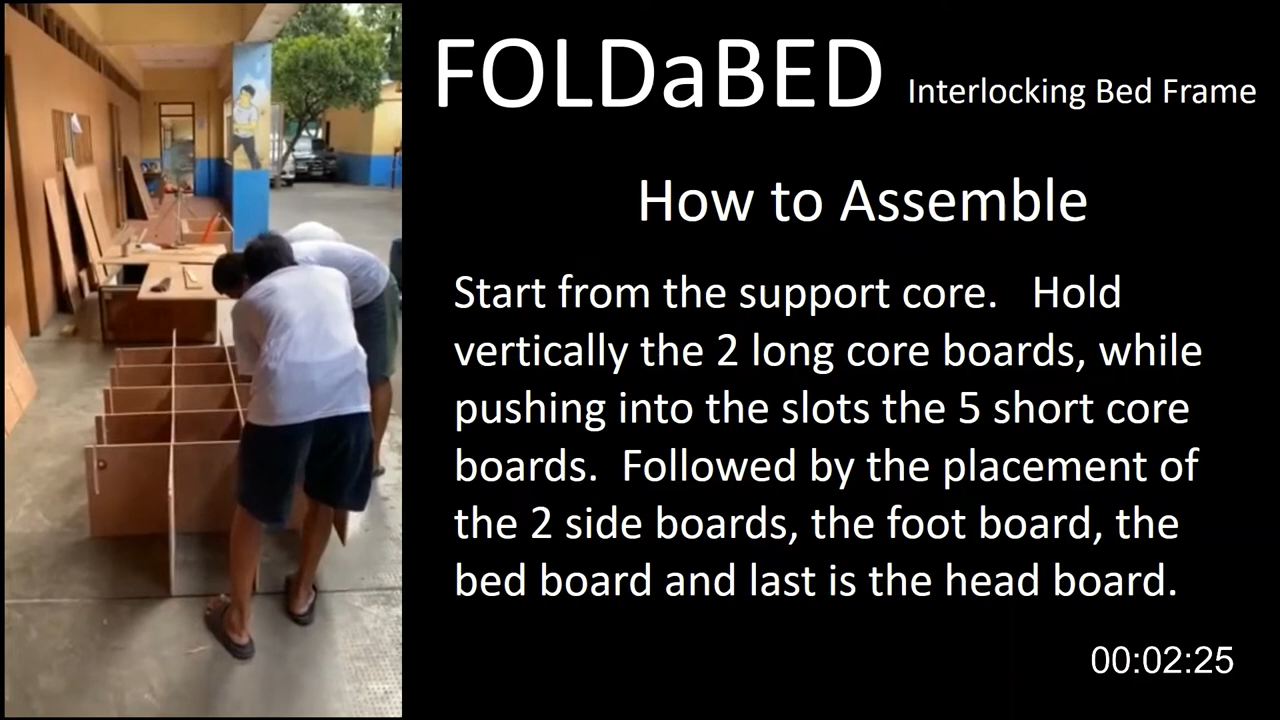 FOLDaBED Interlocking Bed Frame
How to Assemble
Start from the support core.   Hold
vertically the 2 long core boards, while
pushing into the slots the 5 short core
boards.  Followed by the placement of
the 2 side boards, the foot board, the
bed board and last is the head board.
00:02:25